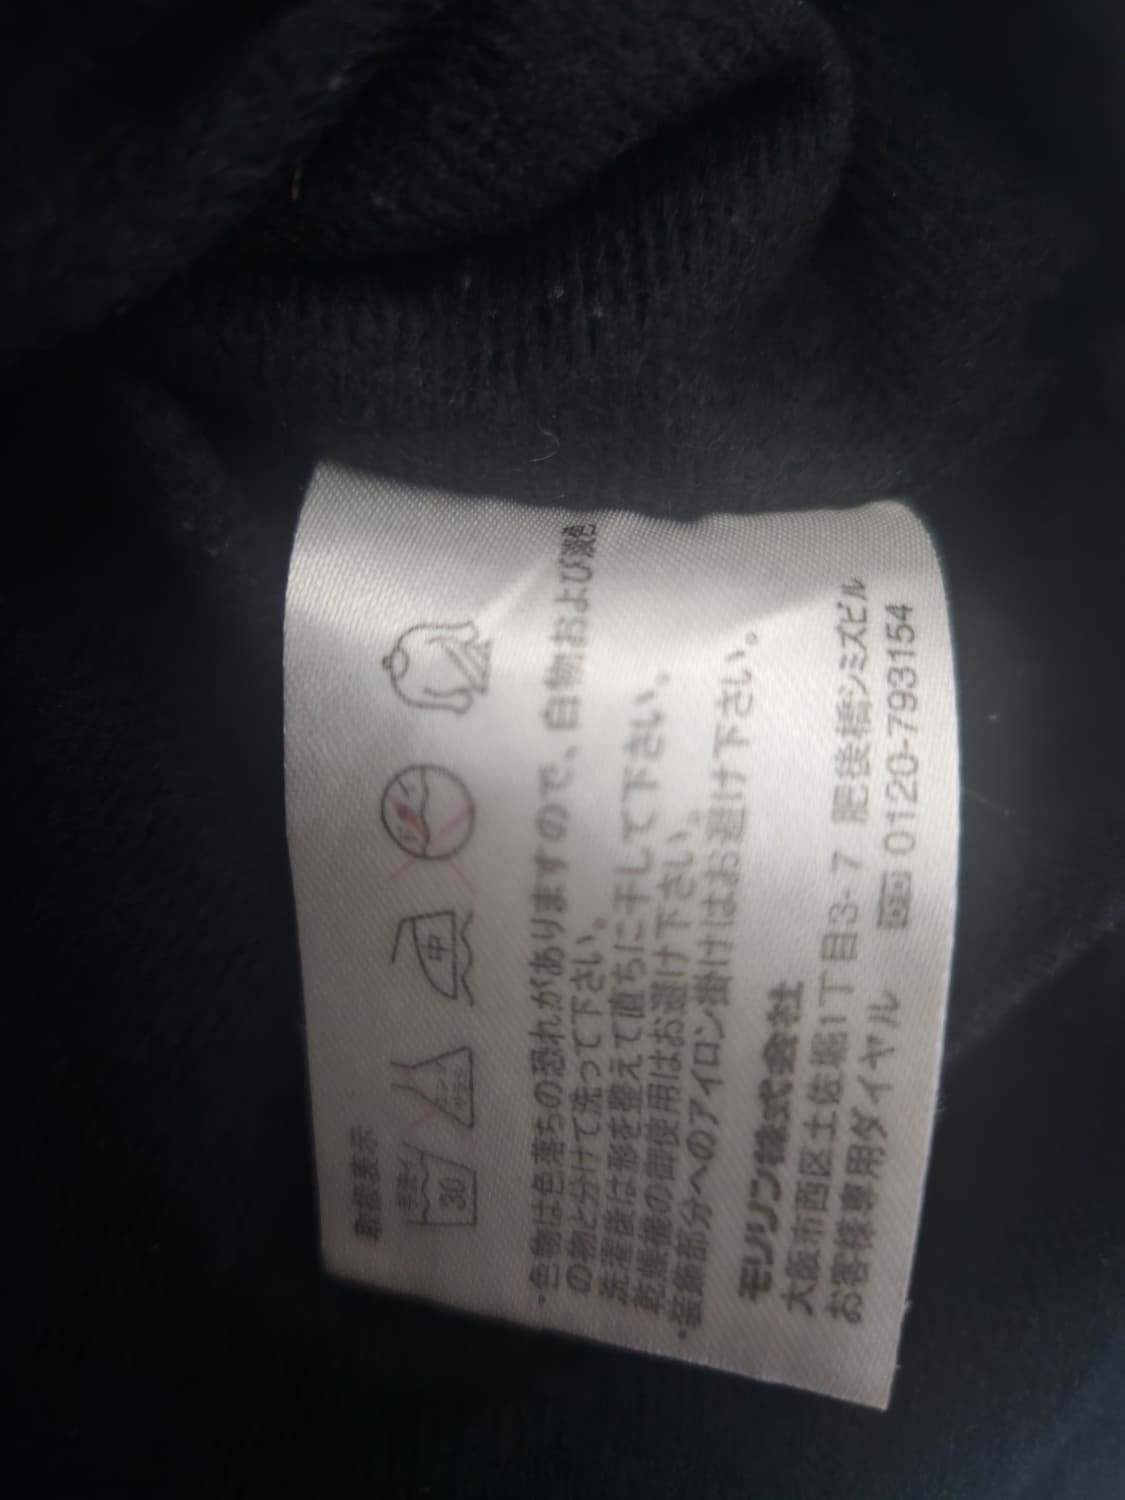 取扱表示
手洗イ 30 中
・色物は色落ちの恐れがありますので、白物および淡色
の物と分けて洗って下さい。
洗濯後は形を整えて直ちに干して下さい。
乾燥機の御使用はお避け下さい。
・釜飾部分へのアイロン掛けはお避け下さい。
モリリン株式会社
大阪市西区土佐堀1丁目3-7 肥後橋シミズビル
お客様専用ダイヤル 0120-793154